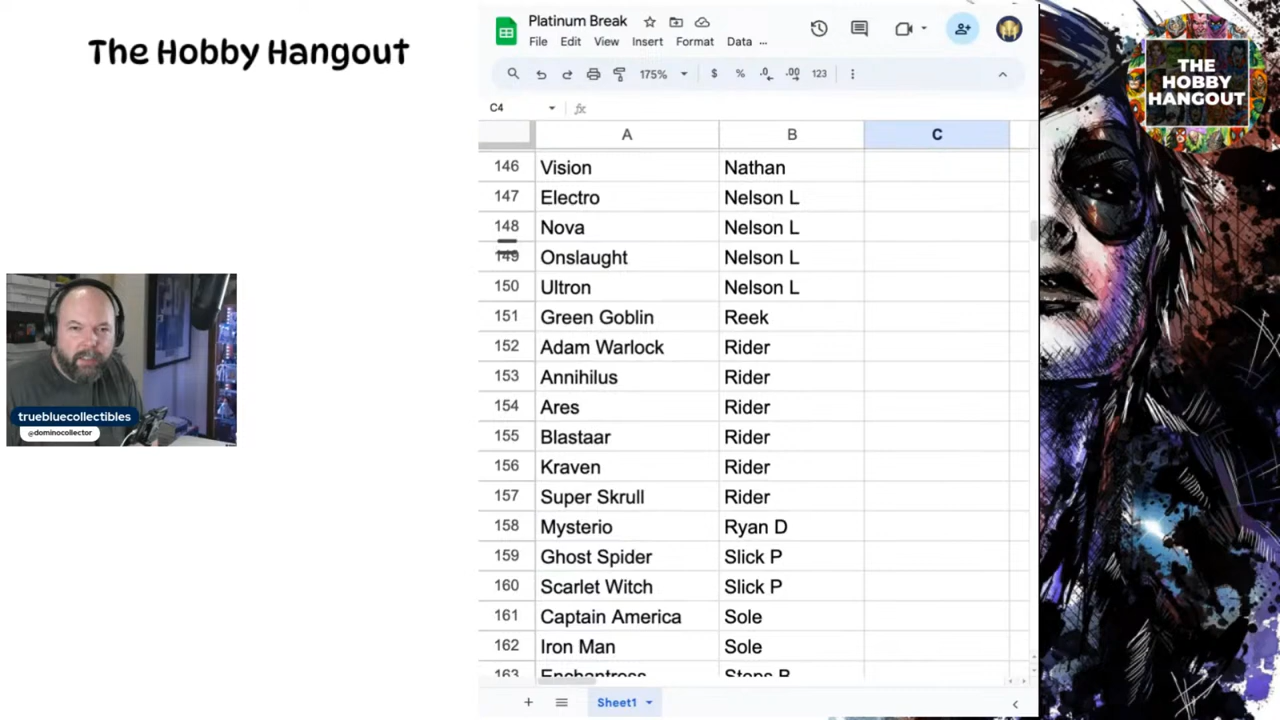 The Hobby Hangout
Platinum Break
File Edit View Insert Format Data ...
175% $ % .0 .00 123
C4 fx
A B C
146 Vision Nathan
147 Electro Nelson L
148 Nova Nelson L
149 Onslaught Nelson L
150 Ultron Nelson L
151 Green Goblin Reek
152 Adam Warlock Rider
153 Annihilus Rider
154 Ares Rider
155 Blastaar Rider
156 Kraven Rider
157 Super Skrull Rider
158 Mysterio Ryan D
159 Ghost Spider Slick P
160 Scarlet Witch Slick P
161 Captain America Sole
162 Iron Man Sole
163 Enchantress
Sheet1
truebluecollectibles
@dominocollector
THE
HOBBY
HANGOUT